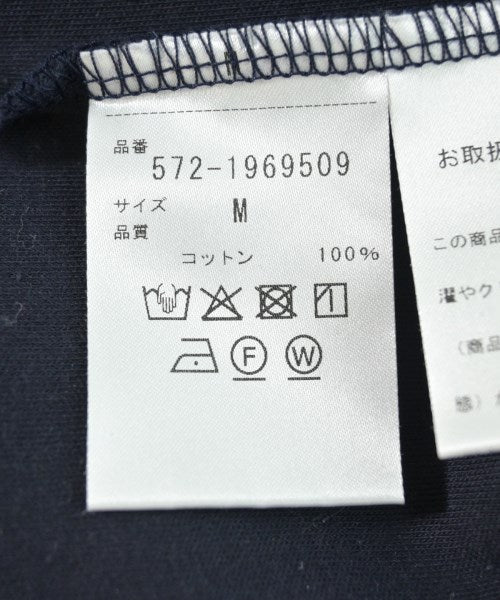 品番
572-1969509
サイズ M
品質
コットン 100%
F W
お取扱
この商品
濯やク
(商品
態)